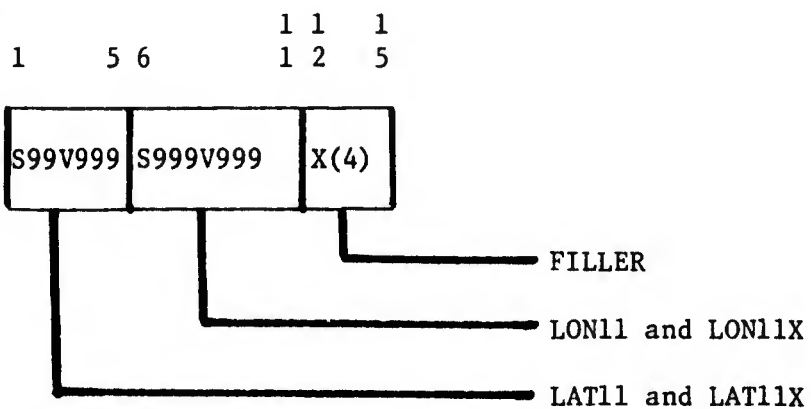 1 1 1
1 5 6 1 2 5
S99V999 S999V999 X(4)
FILLER
LON11 and LON11X
LAT11 and LAT11X